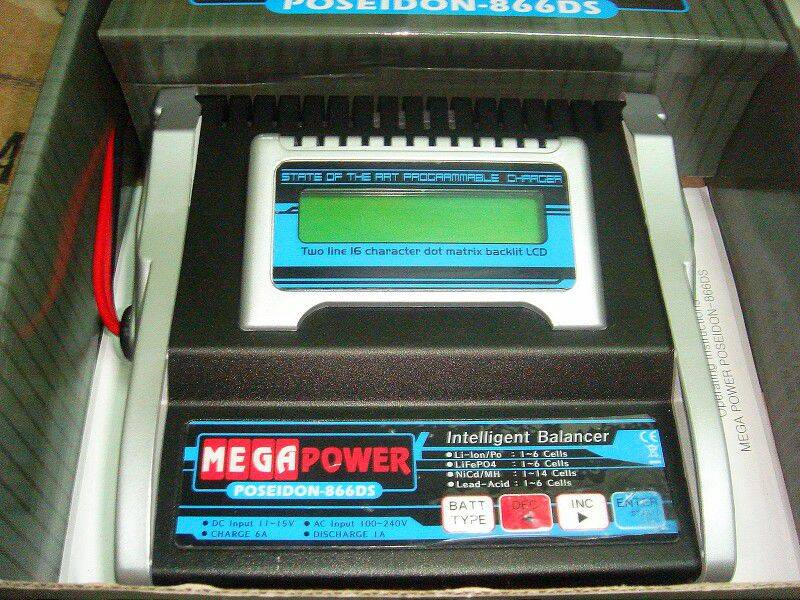 POSEIDON-866DS
STATE OF THE ART PROGRAMMABLE CHARGER
Two line 16 character dot matrix backlit LCD
Operating Instructions
MEGA POWER POSEIDON-866DS
MEGAPOWER
POSEIDON-866DS
Intelligent Balancer
CE
Li-Ion/Po : 1~6 Cells
LiFePO4 : 1~6 Cells
NiCd/MH : 1~14 Cells
Lead-Acid : 1~6 Cells
BATT TYPE
DEC
INC
ENTER
DC Input 11~15V
AC Input 100~240V
CHARGE 6A
DISCHARGE 1A